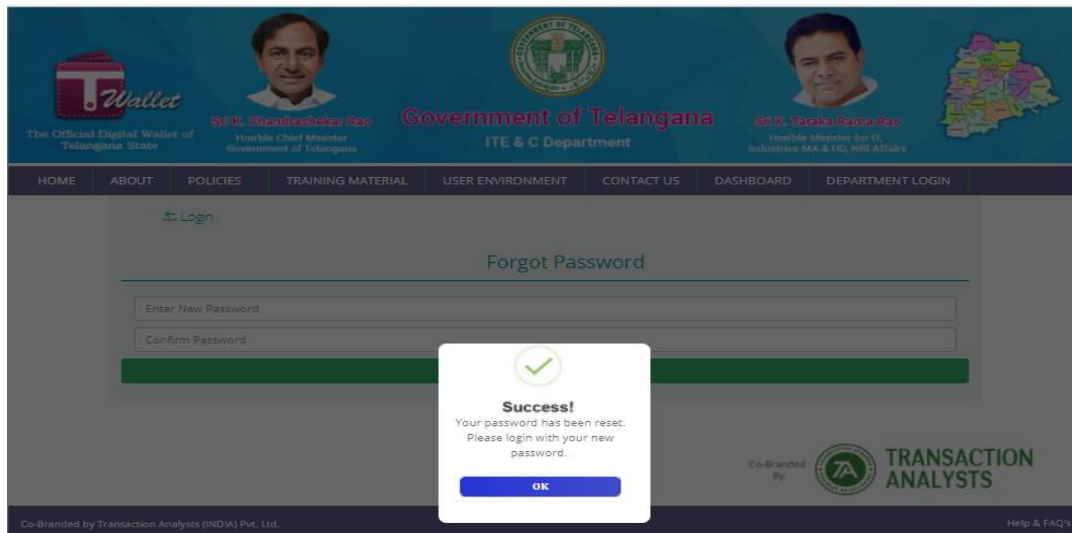 T Wallet
The Official Digital Wallet of
Telangana State
Sri K. Chandrashekar Rao
Hon'ble Chief Minister
Government of Telangana
GOVERNMENT OF TELANGANA
Government of Telangana
ITE & C Department
Sri K. Taraka Rama Rao
Hon'ble Minister for IT,
Industries MA & UD, NRI Affairs
HOME ABOUT POLICIES TRAINING MATERIAL USER ENVIRONMENT CONTACT US DASHBOARD DEPARTMENT LOGIN
Login
Forgot Password
Enter New Password
Confirm Password
Success!
Your password has been reset.
Please login with your new
password.
OK
Co-Branded
By
TA
TRANSACTION
ANALYSTS
Co-Branded by Transaction Analysts (INDIA) Pvt. Ltd.
Help & FAQ's